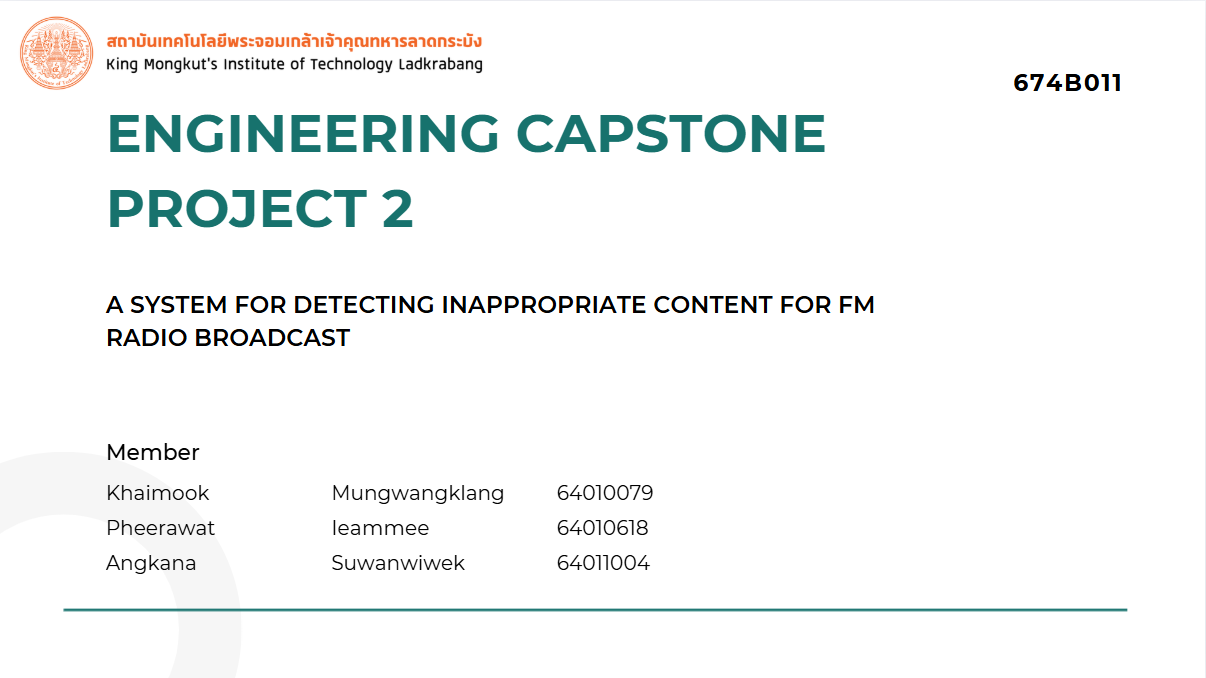 สถาบันเทคโนโลยีพระจอมเกล้าเจ้าคุณทหารลาดกระบัง
King Mongkut's Institute of Technology Ladkrabang
674B011
ENGINEERING CAPSTONE
PROJECT 2
A SYSTEM FOR DETECTING INAPPROPRIATE CONTENT FOR FM
RADIO BROADCAST
Member
Khaimook Mungwangklang 64010079
Pheerawat Ieammee 64010618
Angkana Suwanwiwek 64011004